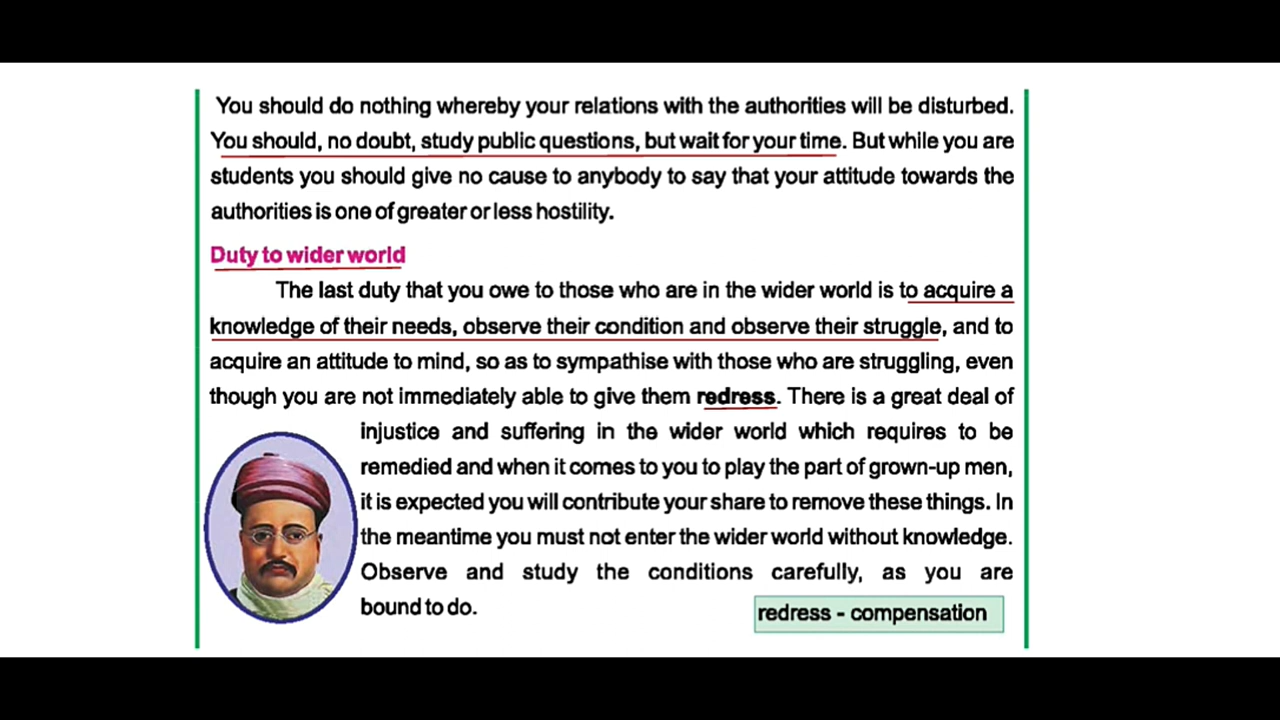 You should do nothing whereby your relations with the authorities will be disturbed.
You should, no doubt, study public questions, but wait for your time. But while you are
students you should give no cause to anybody to say that your attitude towards the
authorities is one of greater or less hostility.
Duty to wider world
The last duty that you owe to those who are in the wider world is to acquire a
knowledge of their needs, observe their condition and observe their struggle, and to
acquire an attitude to mind, so as to sympathise with those who are struggling, even
though you are not immediately able to give them redress. There is a great deal of
injustice and suffering in the wider world which requires to be
remedied and when it comes to you to play the part of grown-up men,
it is expected you will contribute your share to remove these things. In
the meantime you must not enter the wider world without knowledge.
Observe and study the conditions carefully, as you are
bound to do.
redress - compensation